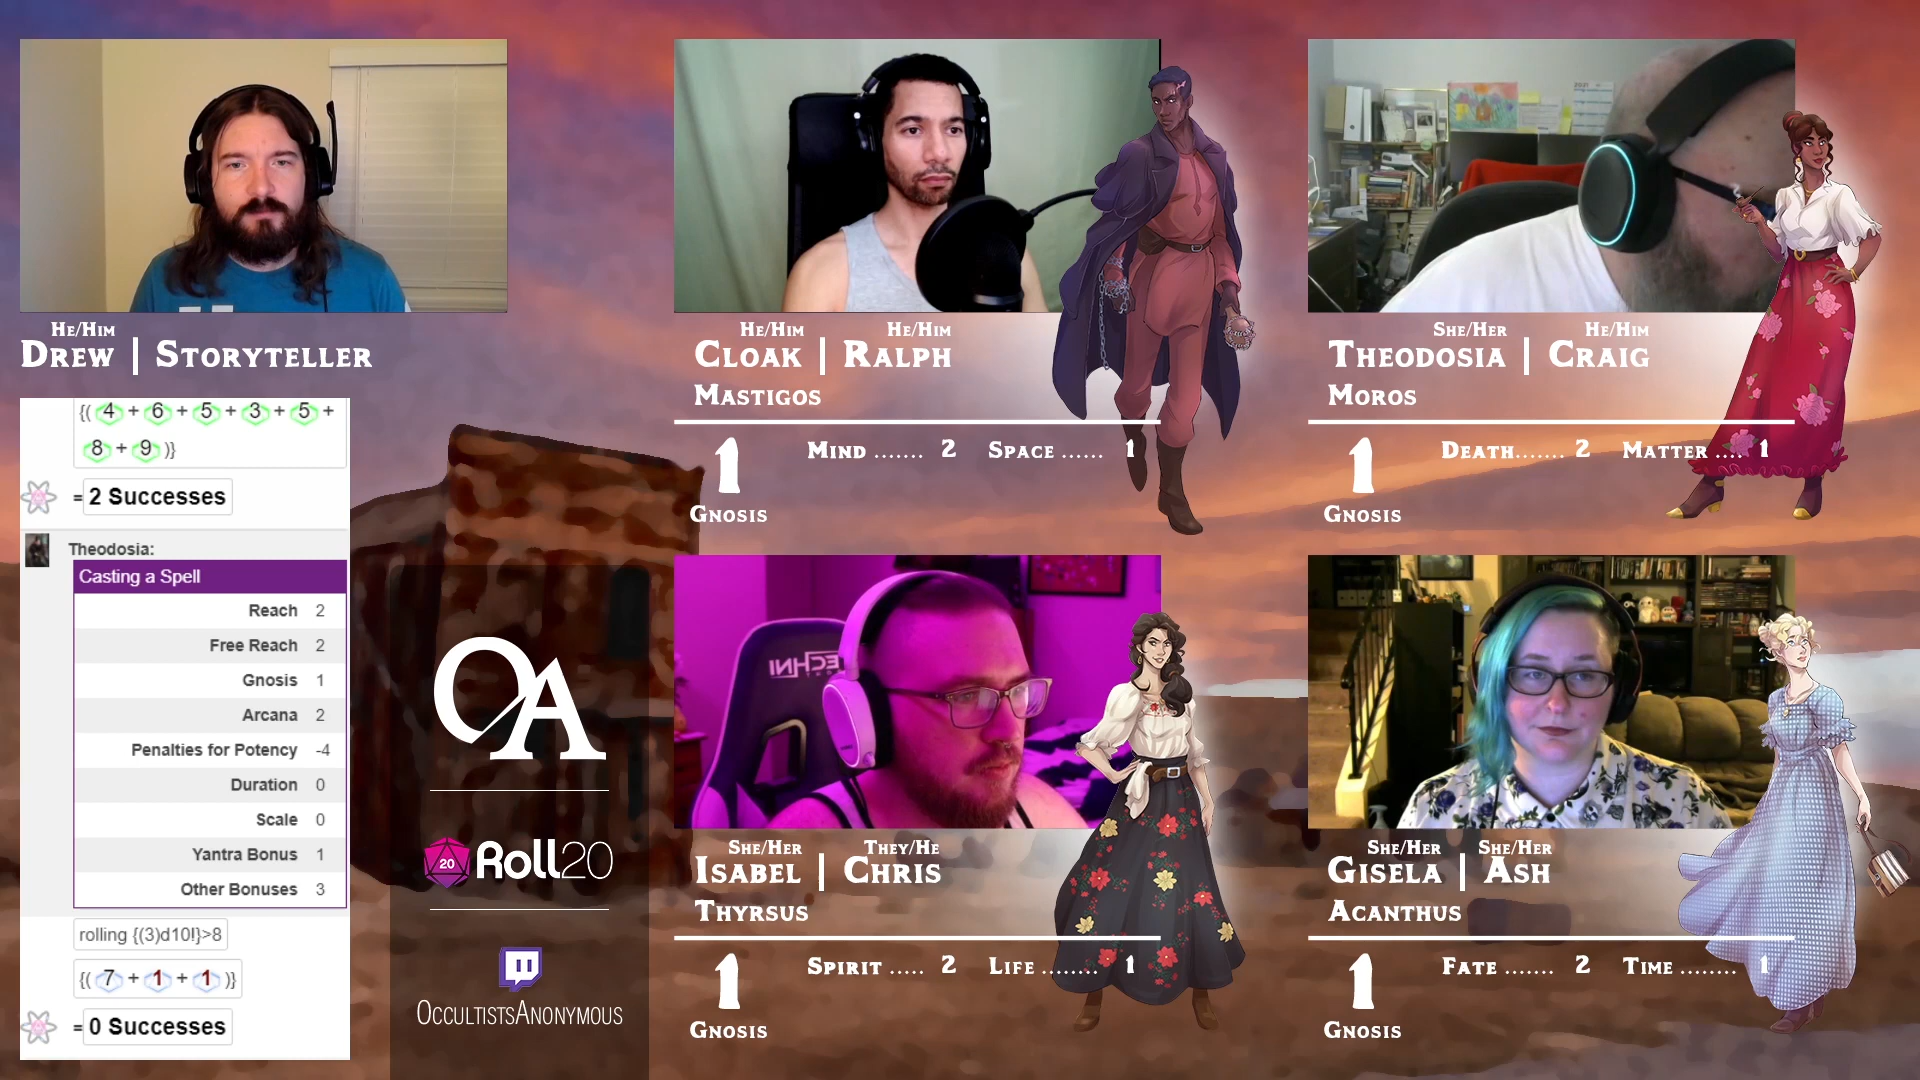 He/Him
Drew | Storyteller
{( 4 + 6 + 5 + 3 + 5 +
8 + 9 )}
= 2 Successes
Theodosia:
Casting a Spell
Reach 2
Free Reach 2
Gnosis 1
Arcana 2
Penalties for Potency -4
Duration 0
Scale 0
Yantra Bonus 1
Other Bonuses 3
rolling {(3)d10!}>8
{( 7 + 1 + 1 )}
= 0 Successes
OA
20 Roll20
OccultistsAnonymous
He/Him He/Him
Cloak | Ralph
Mastigos
1
Gnosis
Mind ....... 2 Space ...... 1
2021
She/Her He/Him
Theodosia | Craig
Moros
1
Gnosis
Death....... 2 Matter .... 1
She/Her They/He
Isabel | Chris
Thyrsus
1
Gnosis
Spirit ..... 2 Life ........ 1
She/Her She/Her
Gisela | Ash
Acanthus
1
Gnosis
Fate ....... 2 Time ........ 1